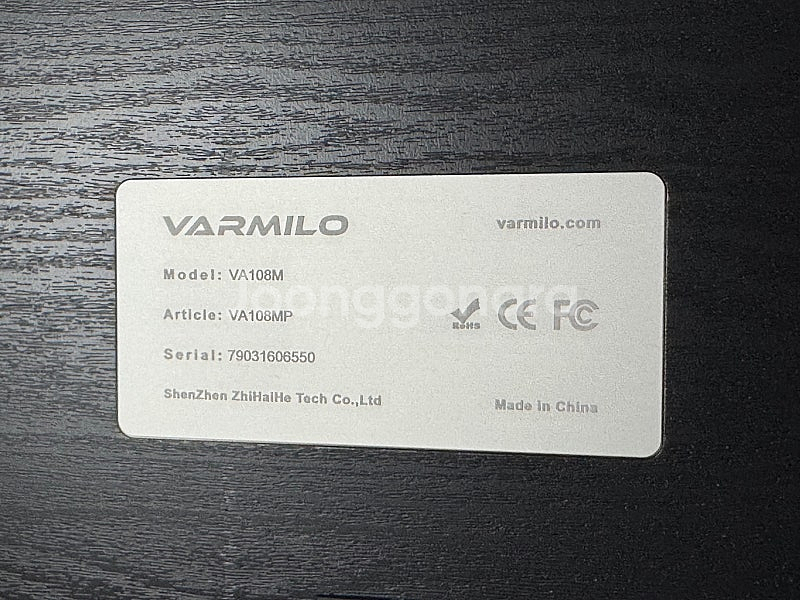 VARMILO
varmilo.com
Model: VA108M
Article: VA108MP
joonggonara
RoHS CE FC
Serial: 79031606550
ShenZhen ZhiHaiHe Tech Co.,Ltd
Made in China